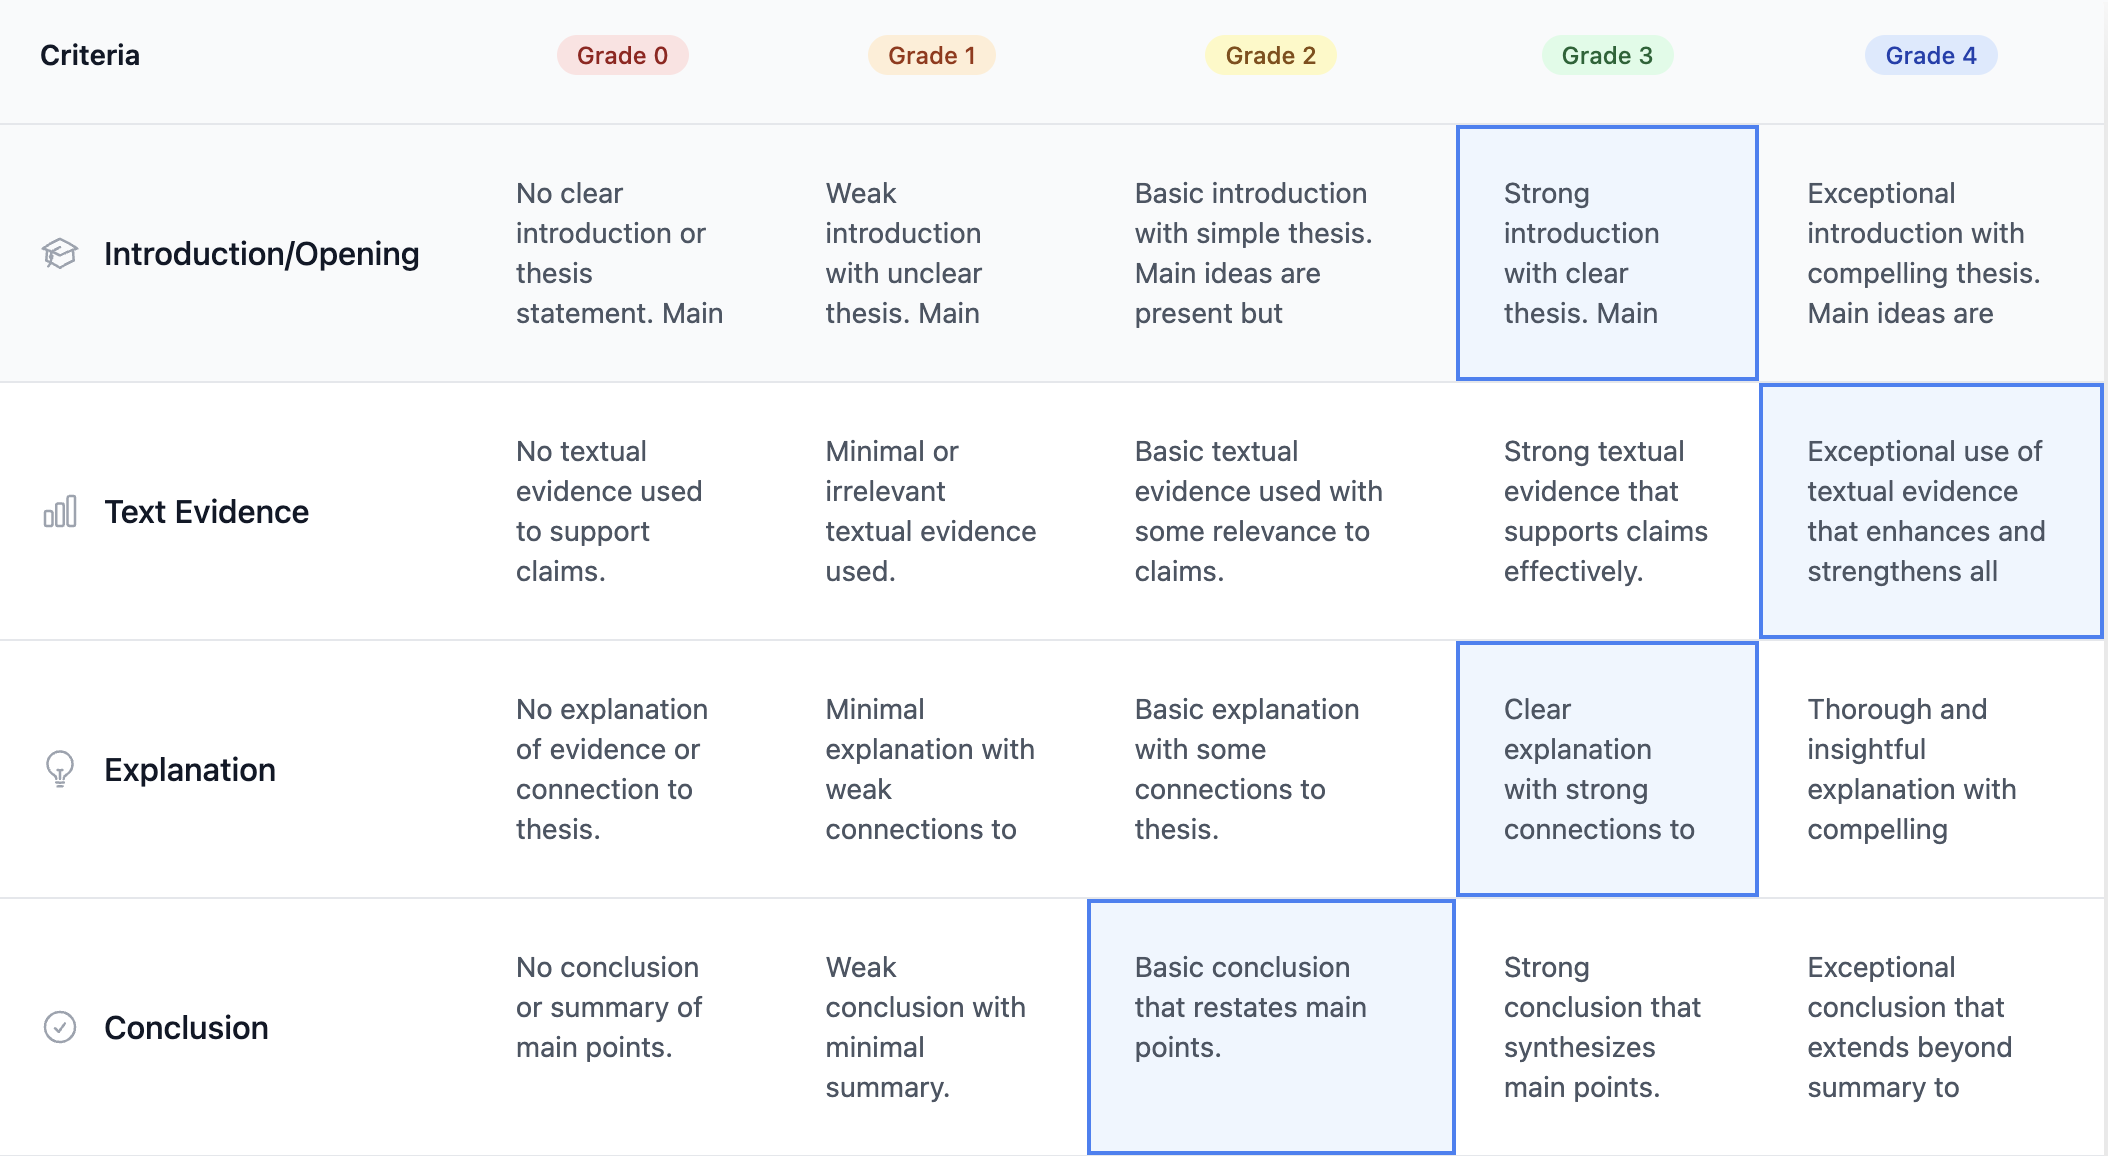 Criteria
Grade 0
Grade 1
Grade 2
Grade 3
Grade 4
Introduction/Opening
No clear
introduction or
thesis
statement. Main
Weak
introduction
with unclear
thesis. Main
Basic introduction
with simple thesis.
Main ideas are
present but
Strong
introduction
with clear
thesis. Main
Exceptional
introduction with
compelling thesis.
Main ideas are
Text Evidence
No textual
evidence used
to support
claims.
Minimal or
irrelevant
textual evidence
used.
Basic textual
evidence used with
some relevance to
claims.
Strong textual
evidence that
supports claims
effectively.
Exceptional use of
textual evidence
that enhances and
strengthens all
Explanation
No explanation
of evidence or
connection to
thesis.
Minimal
explanation with
weak
connections to
Basic explanation
with some
connections to
thesis.
Clear
explanation
with strong
connections to
Thorough and
insightful
explanation with
compelling
Conclusion
No conclusion
or summary of
main points.
Weak
conclusion with
minimal
summary.
Basic conclusion
that restates main
points.
Strong
conclusion that
synthesizes
main points.
Exceptional
conclusion that
extends beyond
summary to